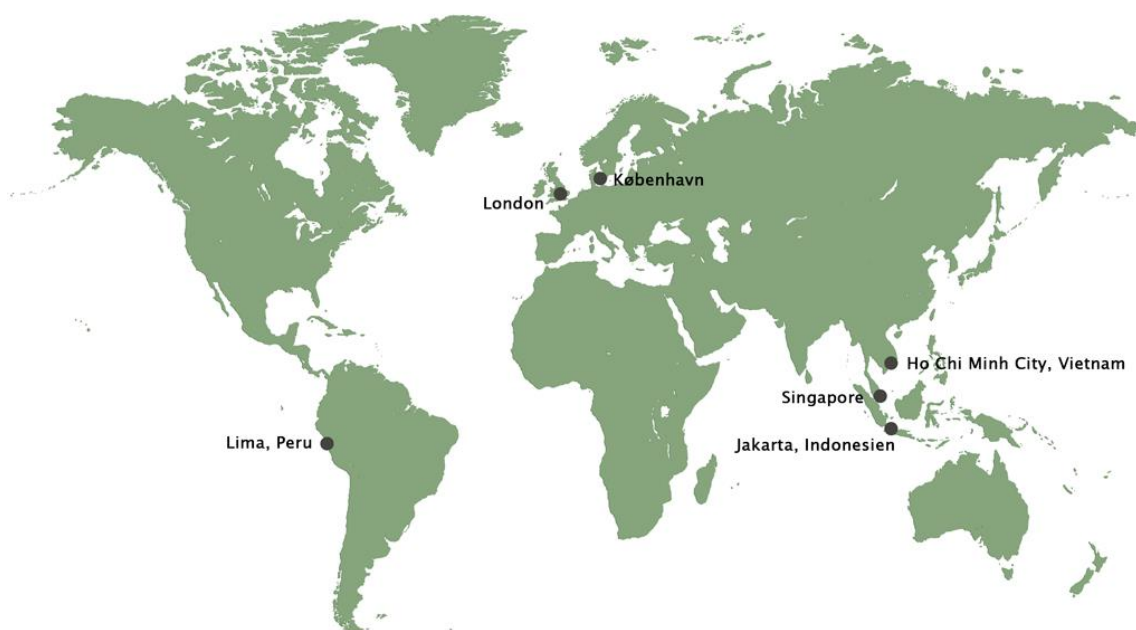 København
London
Ho Chi Minh City, Vietnam
Singapore
Lima, Peru
Jakarta, Indonesien